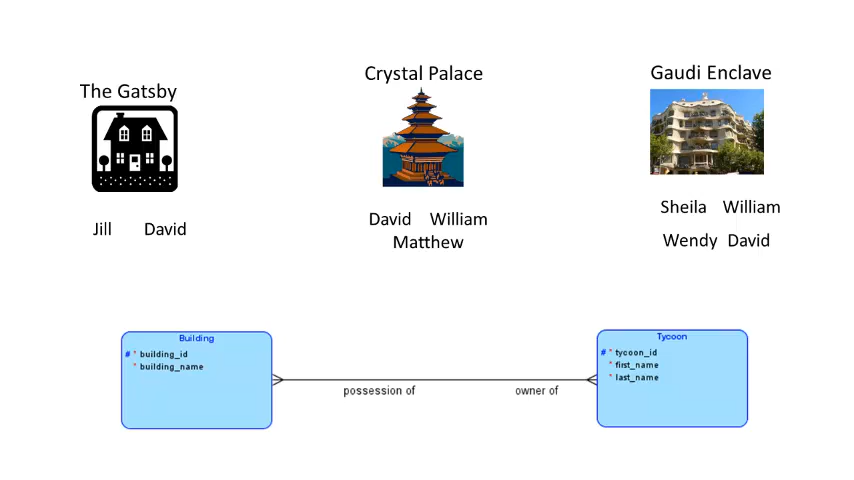 The Gatsby
Jill David
Crystal Palace
David William
Matthew
Gaudi Enclave
Sheila William
Wendy David
Building
# * building_id
* building_name
possession of
owner of
Tycoon
# * tycoon_id
* first_name
* last_name